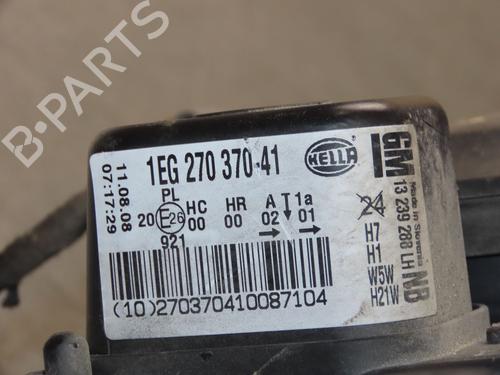 B-PARTS
11.08.08
07:17:29
1EG 270 370-41
HELLA
PL
20 E26 HC HR A 1a
00 00 02 01
921
(10)270370410087104
GM
13 239 288 LH NB
Made in Slovenia
24
H7
H1
W5W
H21W